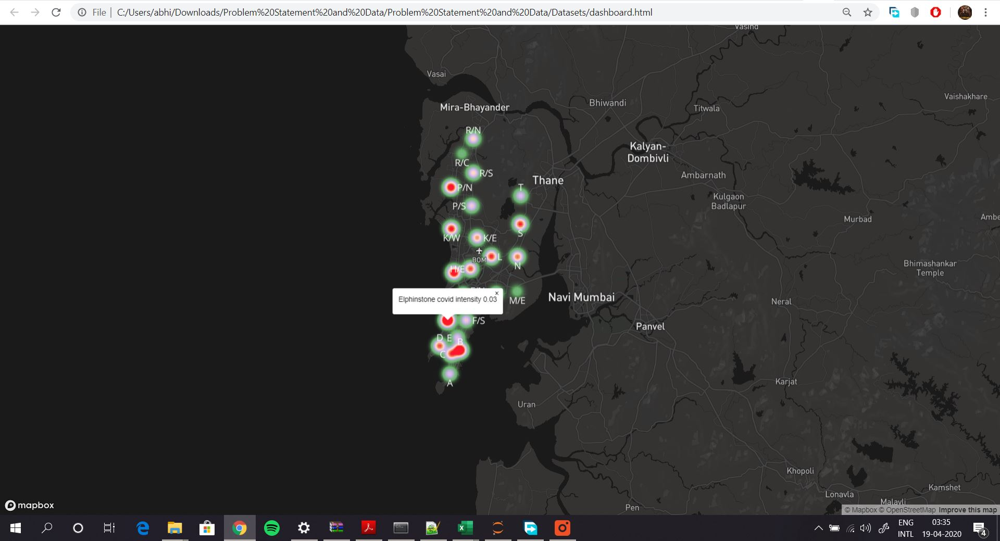 File
C:/Users/abhi/Downloads/Problem%20Statement%20and%20Data/Problem%20Statement%20and%20Data/Datasets/dashboard.html
Vasind
Vasai
Vaishakhare
Bhiwandi
Mira-Bhayander
Titwala
R/N
Kalyan-
Dombivli
R/C
R/S
Ambarnath
Thane
P/N
T
Kulgaon
Badlapur
P/S
Murbad
Ambe
K/W
K/E
S
BOM
L
N
Bhimashankar
Temple
H/E
Elphinstone covid intensity 0.03
×
M/E
Navi Mumbai
Neral
F/S
Panvel
D
E
B
C
A
Karjat
Uran
Khopoli
Kamshet
Lonavla
Malavli
Pen
mapbox
© Mapbox © OpenStreetMap Improve this map
ENG
INTL
03:35
19-04-2020
4